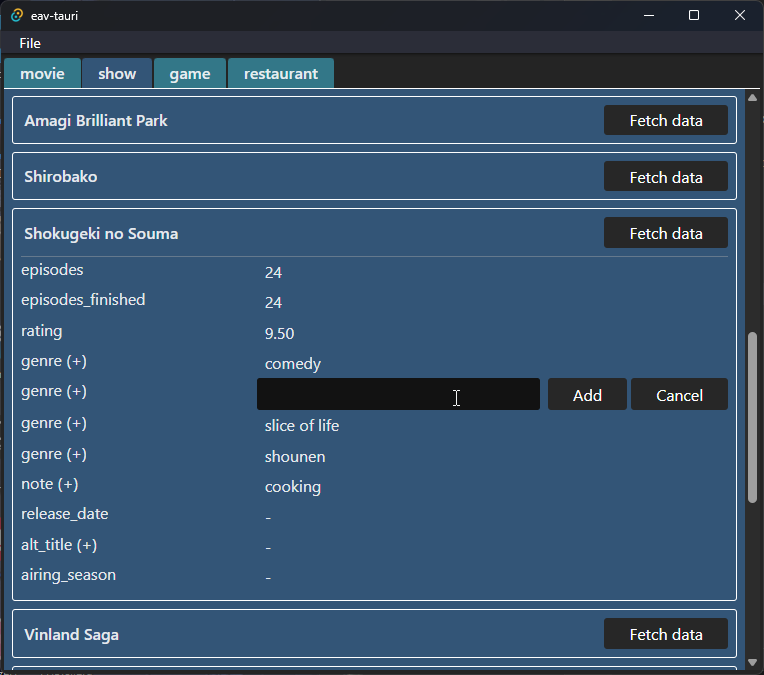 eav-tauri
File
movie show game restaurant
Amagi Brilliant Park Fetch data
Shirobako Fetch data
Shokugeki no Souma Fetch data
episodes 24
episodes_finished 24
rating 9.50
genre (+) comedy
genre (+) Add Cancel
genre (+) slice of life
genre (+) shounen
note (+) cooking
release_date -
alt_title (+) -
airing_season -
Vinland Saga Fetch data